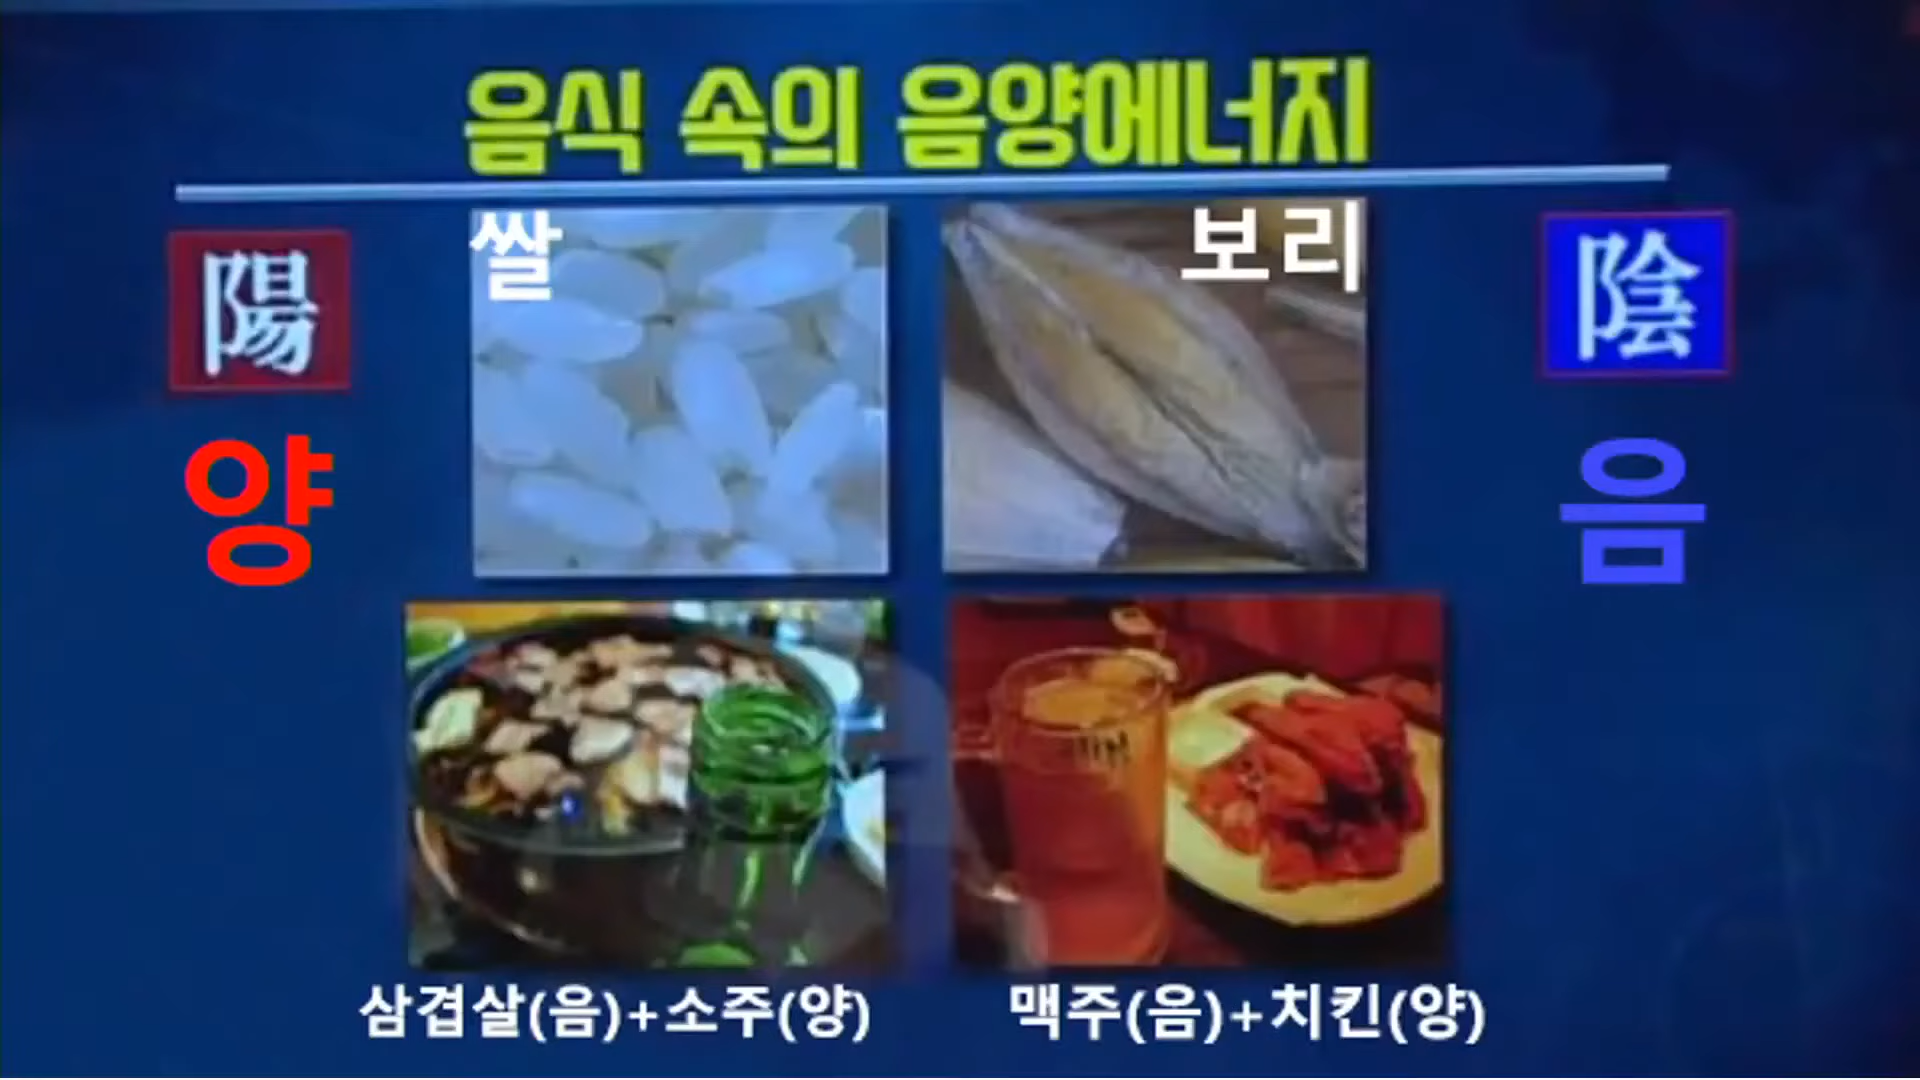 음식 속의 음양에너지
쌀
보리
陽
陰
양
음
삼겹살(음)+소주(양)
맥주(음)+치킨(양)